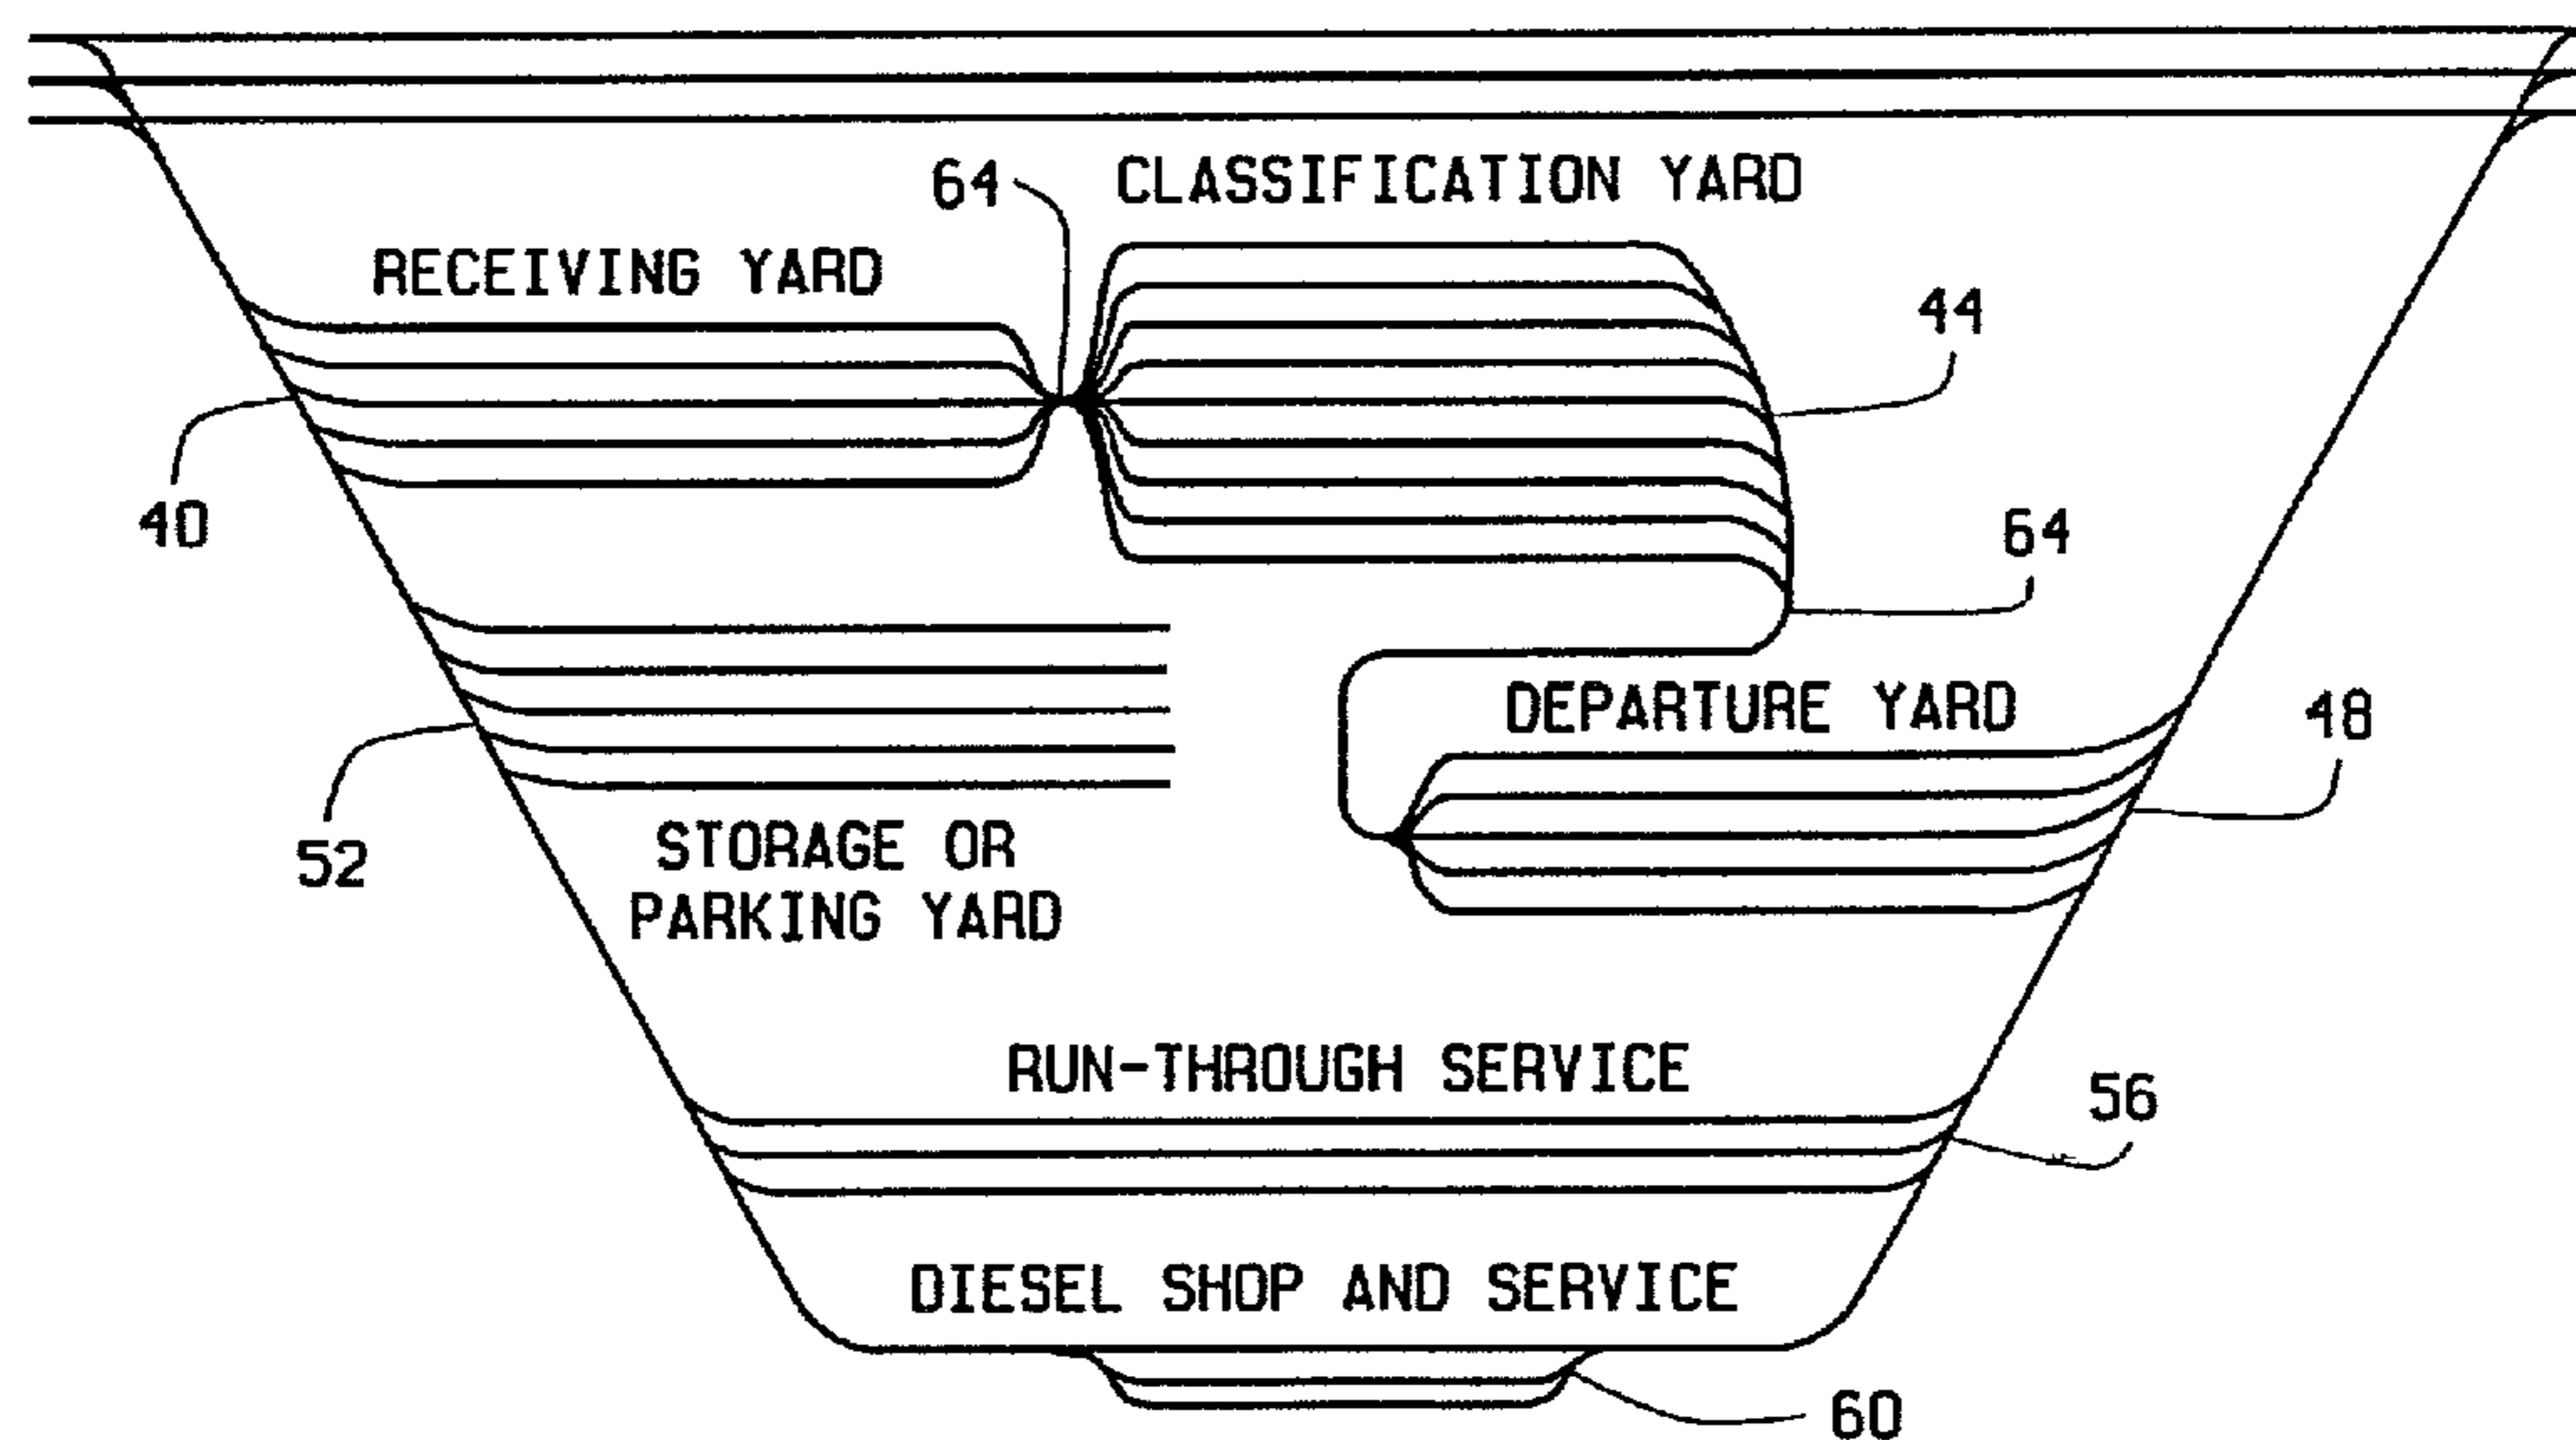 64
CLASSIFICATION YARD
RECEIVING YARD
44
40
64
DEPARTURE YARD
48
52
STORAGE OR
PARKING YARD
RUN-THROUGH SERVICE
56
DIESEL SHOP AND SERVICE
60